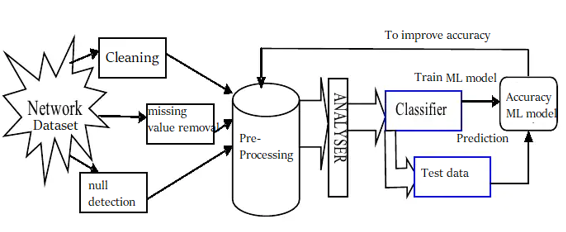 To improve accuracy
Cleaning
Network
Dataset
missing
value removal
null
detection
Pre-
Processing
ANALYSER
Classifier
Train ML model
Accuracy
ML model
Prediction
Test data